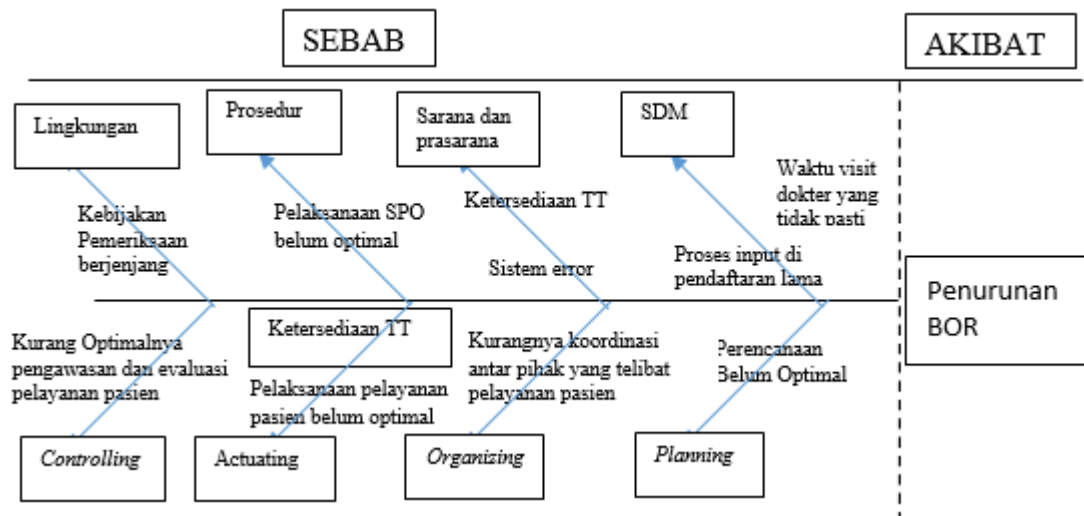 SEBAB
AKIBAT
Lingkungan
Prosedur
Sarana dan
prasarana
SDM
Kebijakan
Pemeriksaan
berjenjang
Pelaksanaan SPO
belum optimal
Ketersediaan TT
Sistem error
Waktu visit
dokter yang
tidak pasti
Proses input di
pendaftaran lama
Penurunan
BOR
Kurang Optimalnya
pengawasan dan evaluasi
pelayanan pasien
Ketersediaan TT
Pelaksanaan pelayanan
pasien belum optimal
Kurangnya koordinasi
antar pihak yang telibat
pelayanan pasien
Perencanaan
Belum Optimal
Controlling
Actuating
Organizing
Planning